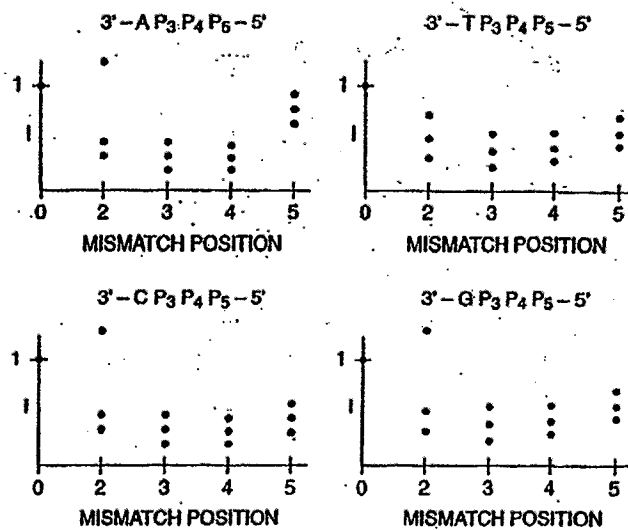 3'–A P3 P4 P5–5'
1
I
0 2 3 4 5
MISMATCH POSITION
3'–T P3 P4 P5–5'
1
I
0 2 3 4 5
MISMATCH POSITION
3'–C P3 P4 P5–5'
1
I
0 2 3 4 5
MISMATCH POSITION
3'–G P3 P4 P5–5'
1
I
0 2 3 4 5
MISMATCH POSITION